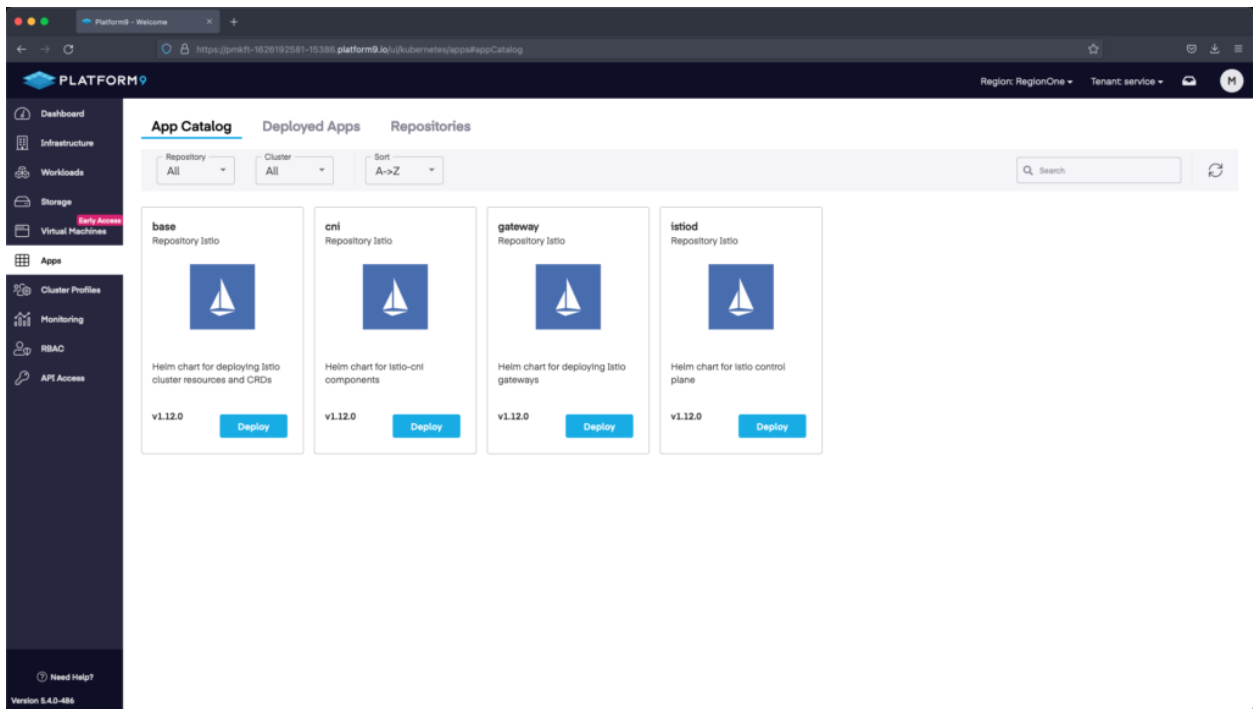 Platform9 - Welcome
https://pmkft-1626192581-15386.platform9.io/ui/kubernetes/apps#appCatalog
PLATFORM9
Region: RegionOne
Tenant: service
M
Dashboard
Infrastructure
Workloads
Storage
Early Access
Virtual Machines
Apps
Cluster Profiles
Monitoring
RBAC
API Access
Need Help?
Version 5.4.0-486
App Catalog Deployed Apps Repositories
Repository Cluster Sort
All All A->Z
Search
base
Repository Istio
Helm chart for deploying Istio
cluster resources and CRDs
v1.12.0
Deploy
cni
Repository Istio
Helm chart for istio-cni
components
v1.12.0
Deploy
gateway
Repository Istio
Helm chart for deploying Istio
gateways
v1.12.0
Deploy
istiod
Repository Istio
Helm chart for istio control
plane
v1.12.0
Deploy